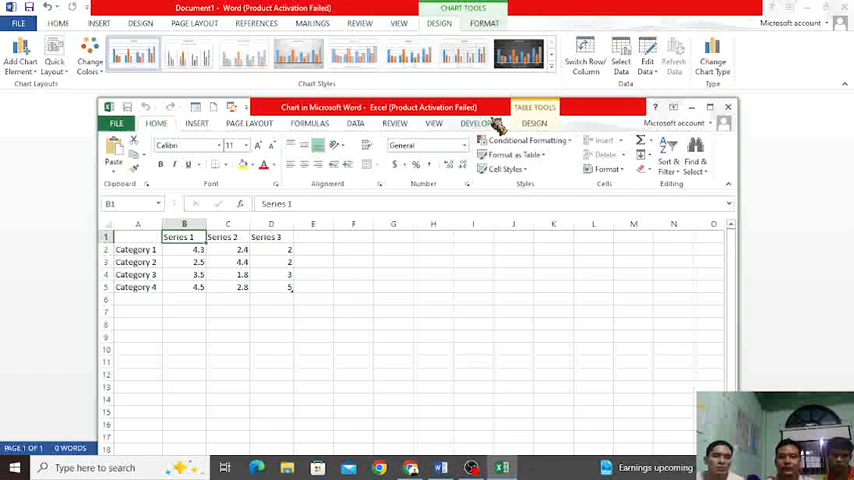 Document1 - Word (Product Activation Failed)
CHART TOOLS
FILE HOME INSERT DESIGN PAGE LAYOUT REFERENCES MAILINGS REVIEW VIEW DESIGN FORMAT Microsoft account
Add Chart Element Quick Layout Change Colors Switch Row/ Column Select Data Edit Data Refresh Data Change Chart Type
Chart Layouts Chart Styles Data Type
Chart in Microsoft Word - Excel (Product Activation Failed) TABLE TOOLS
FILE HOME INSERT PAGE LAYOUT FORMULAS DATA REVIEW VIEW DESIGN Microsoft account
Paste Calibri 11 General Conditional Formatting Insert
Format as Table Delete
B I U Cell Styles Format Sort & Filter Find & Select
Clipboard Font Alignment Number Styles Cells Editing
B1 Series 1
A B C D E F G H I J K L M N O
1 Series 1 Series 2 Series 3
2 Category 1 4.3 2.4 2
3 Category 2 2.5 4.4 2
4 Category 3 3.5 1.8 3
5 Category 4 4.5 2.8 5
6
7
8
9
10
11
12
13
14
15
16
17
18
PAGE 1 OF 1 0 WORDS
Type here to search Earnings upcoming